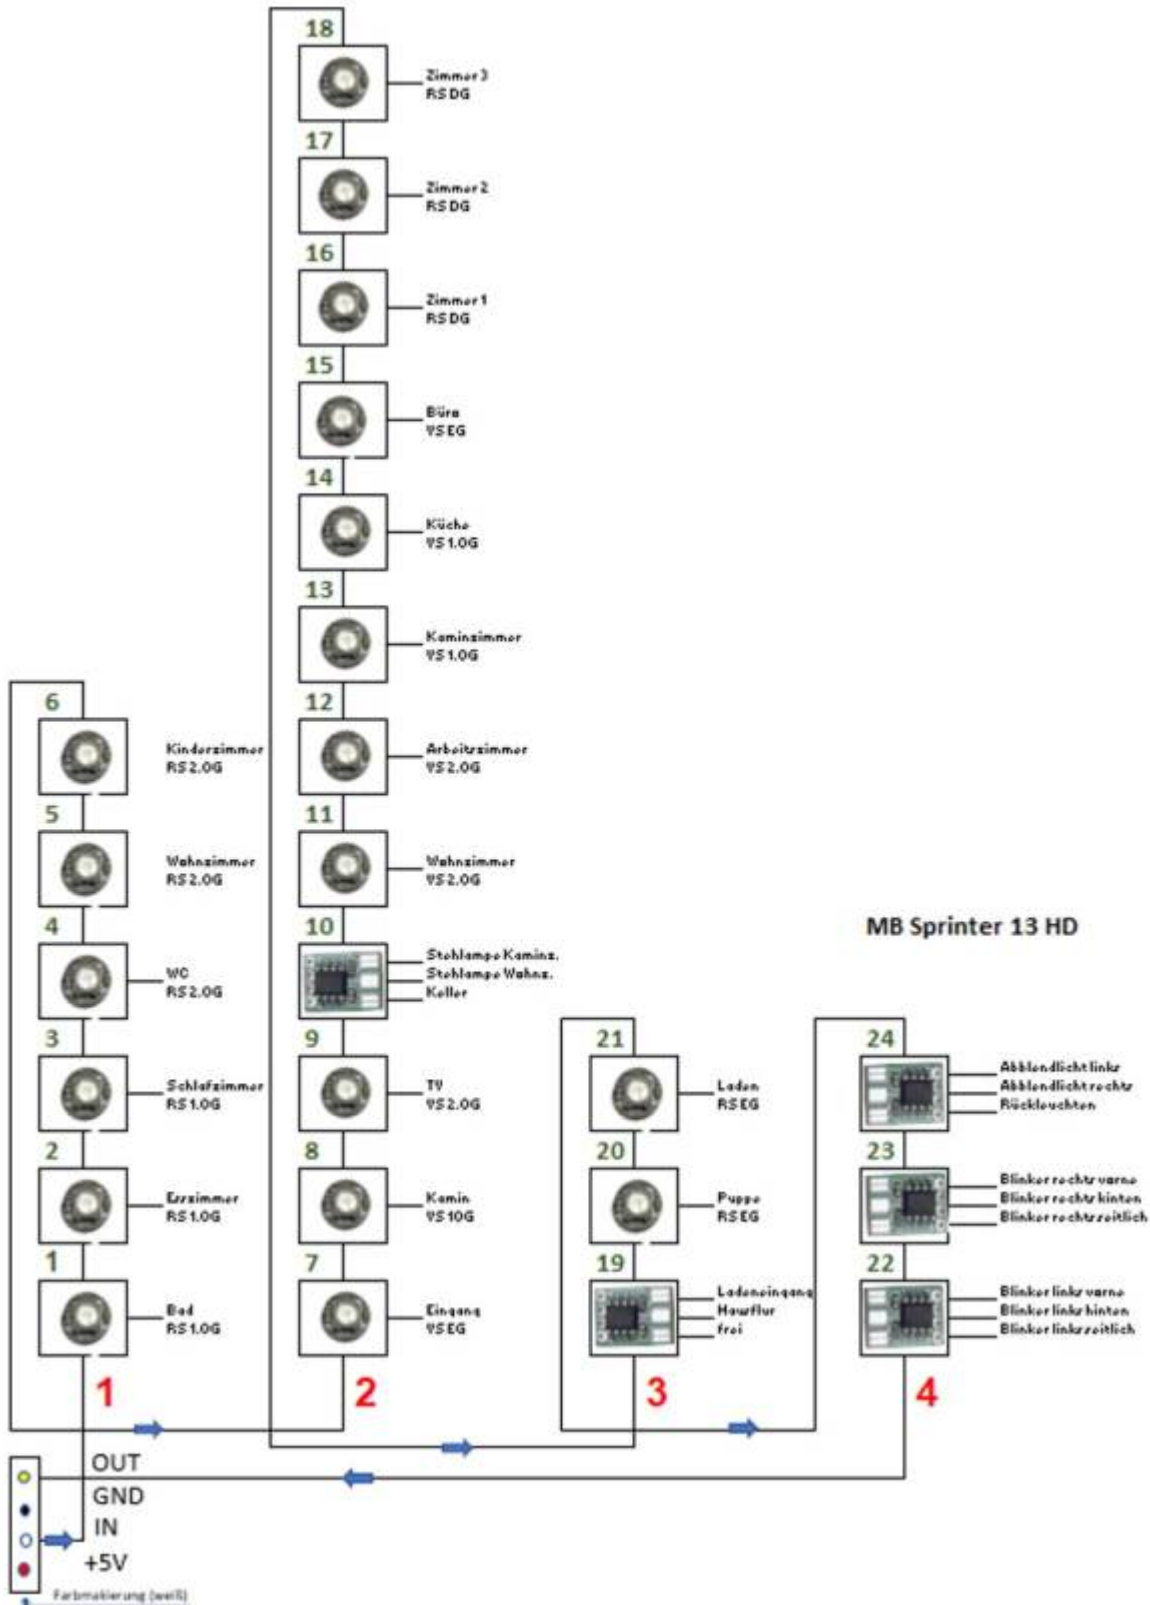 18
Zimmer 3
RS DG
17
Zimmer 2
RS DG
16
Zimmer 1
RS DG
15
Büro
VS EG
14
Küche
VS 1.OG
13
Kaminzimmer
VS 1.OG
12
Arbeitszimmer
VS 2.OG
11
Wohnzimmer
VS 2.OG
10
Stehlampe Kaminz.
Stehlampe Wohnz.
Keller
9
TV
VS 2.OG
8
Kamin
VS 1OG
7
Eingang
VS EG
2
6
Kinderzimmer
RS 2.OG
5
Wohnzimmer
RS 2.OG
4
WC
RS 2.OG
3
Schlafzimmer
RS 1.OG
2
Esszimmer
RS 1.OG
1
Bad
RS 1.OG
1
21
Laden
RS EG
20
Puppe
RS EG
19
Ladeneingang
Hausflur
frei
3
MB Sprinter 13 HD
24
Abblendlicht links
Abblendlicht rechts
Rückleuchten
23
Blinker rechts vorne
Blinker rechts hinten
Blinker rechts seitlich
22
Blinker links vorne
Blinker links hinten
Blinker links seitlich
4
OUT
GND
IN
+5V
Farbmakierung (weiß)